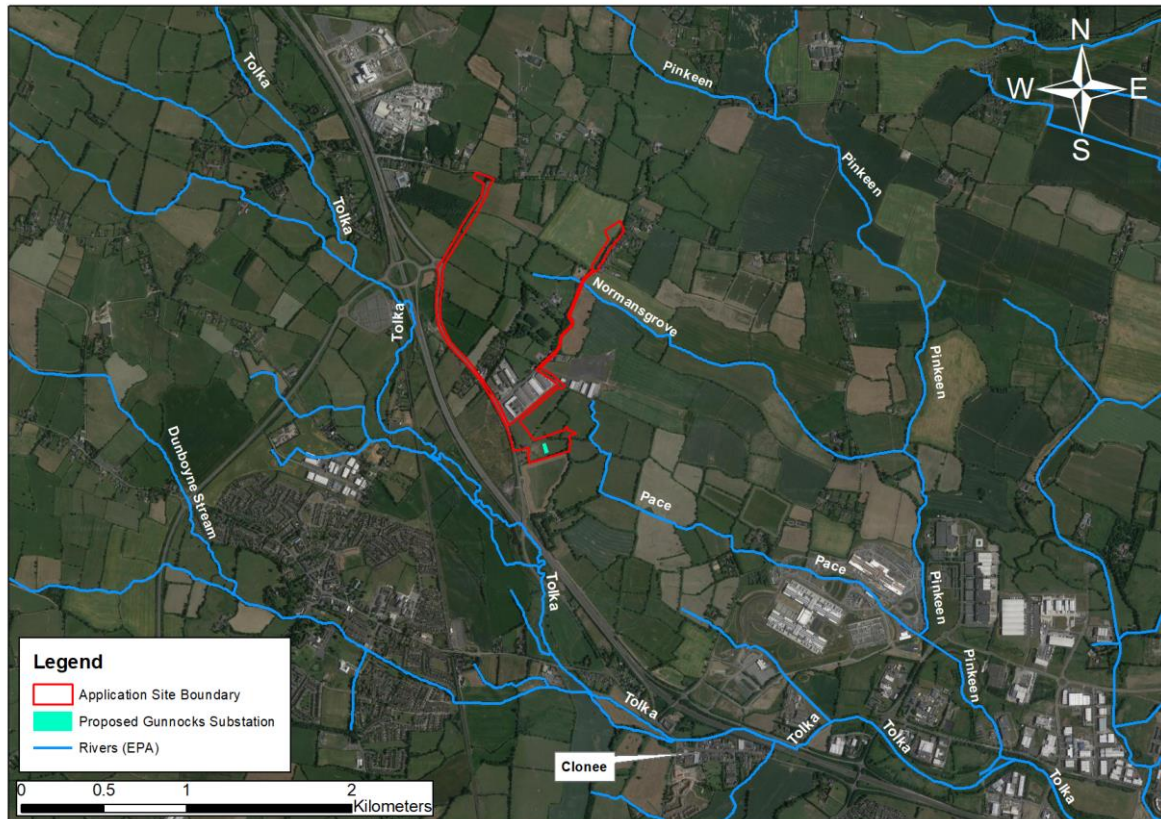 N
W E
S
Tolka
Pinkeen
Pinkeen
Tolka
Tolka
Normansgrove
Pinkeen
Dunboyne Stream
Pace
Pace
Tolka
Pinkeen
Pinkeen
Tolka
Tolka
Tolka
Tolka
Clonee
Legend
Application Site Boundary
Proposed Gunnocks Substation
Rivers (EPA)
0 0.5 1 2
Kilometers